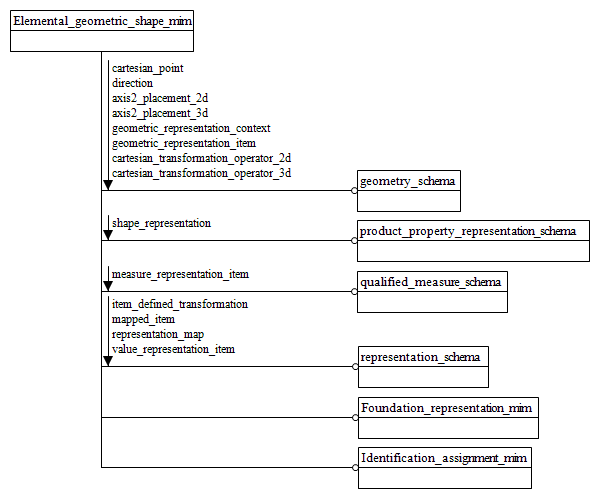 Elemental_geometric_shape_mim
cartesian_point
direction
axis2_placement_2d
axis2_placement_3d
geometric_representation_context
geometric_representation_item
cartesian_transformation_operator_2d
cartesian_transformation_operator_3d
geometry_schema
shape_representation
product_property_representation_schema
measure_representation_item
qualified_measure_schema
item_defined_transformation
mapped_item
representation_map
value_representation_item
representation_schema
Foundation_representation_mim
Identification_assignment_mim